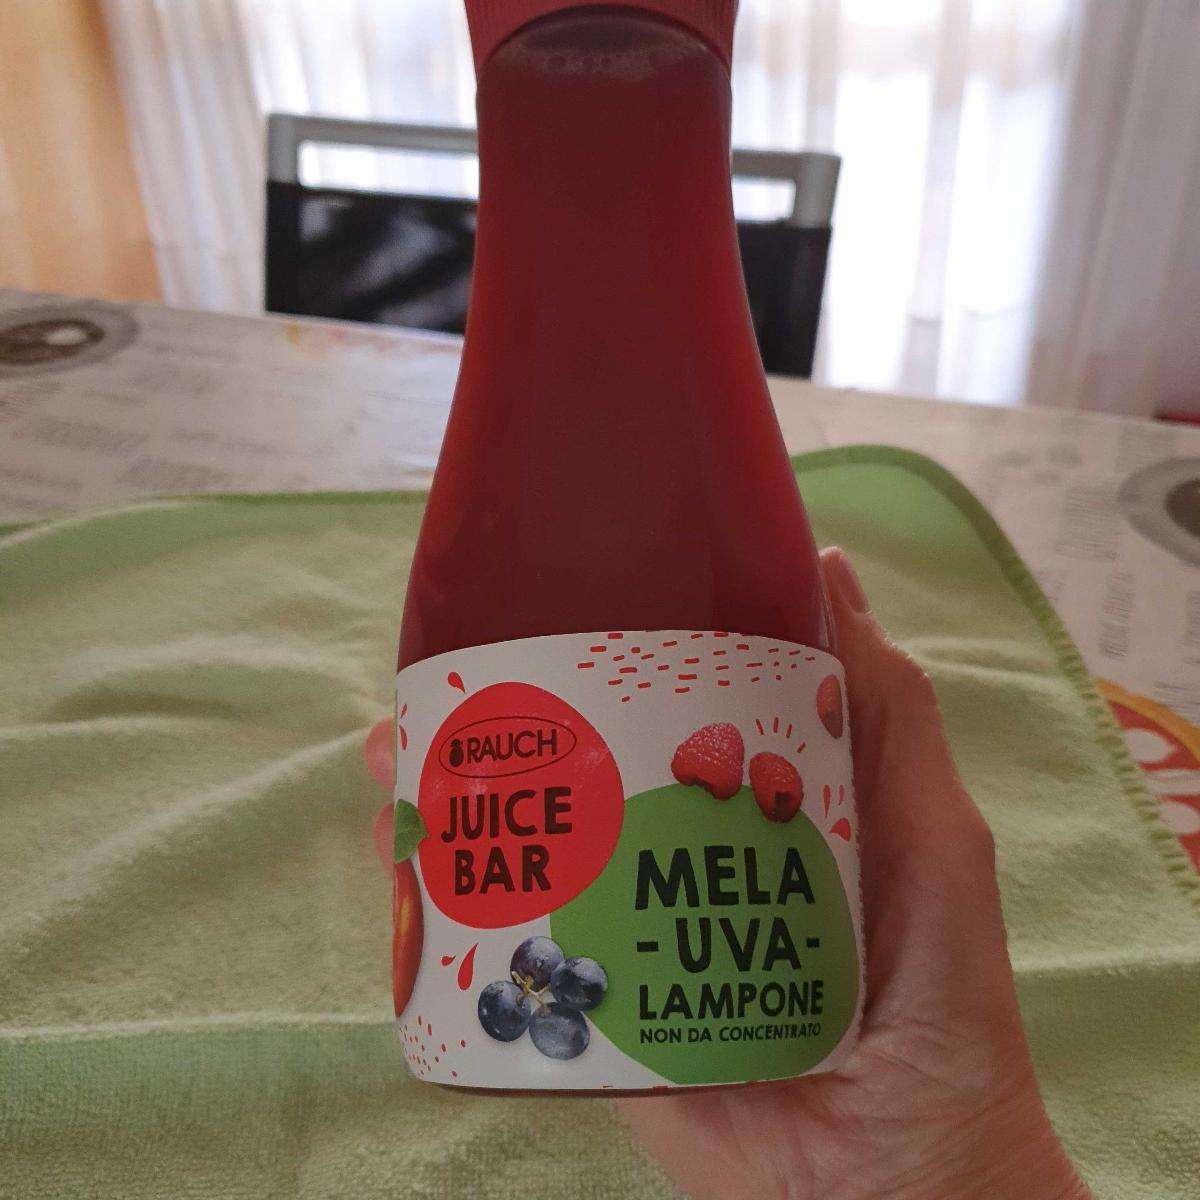 RAUCH
JUICE
BAR
MELA
-UVA-
LAMPONE
NON DA CONCENTRATO